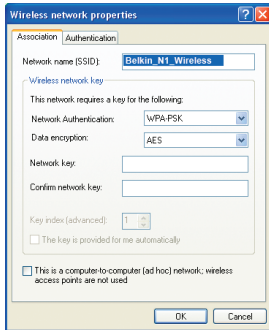 Wireless network properties
Association Authentication
Network name (SSID): Belkin_N1_Wireless
Wireless network key
This network requires a key for the following:
Network Authentication: WPA-PSK
Data encryption: AES
Network key:
Confirm network key:
Key index (advanced): 1
The key is provided for me automatically
This is a computer-to-computer (ad hoc) network; wireless
access points are not used
OK Cancel